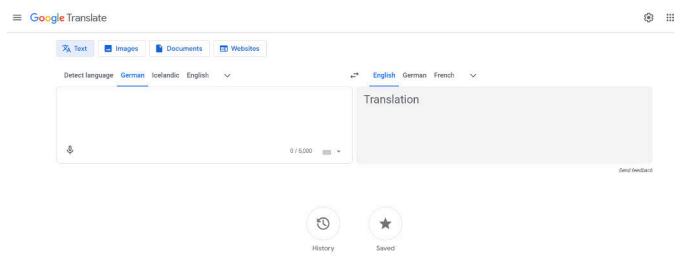 Google Translate
Text Images Documents Websites
Detect language German Icelandic English English German French
Translation
0 / 5,000
Send feedback
History Saved